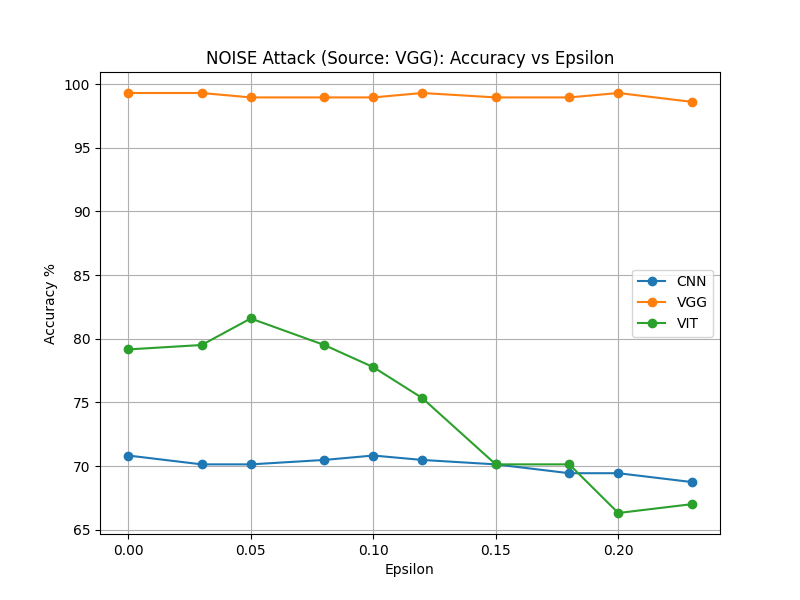 NOISE Attack (Source: VGG): Accuracy vs Epsilon
100
95
90
85
80
75
70
65
Accuracy %
CNN
VGG
VIT
0.00
0.05
0.10
0.15
0.20
Epsilon